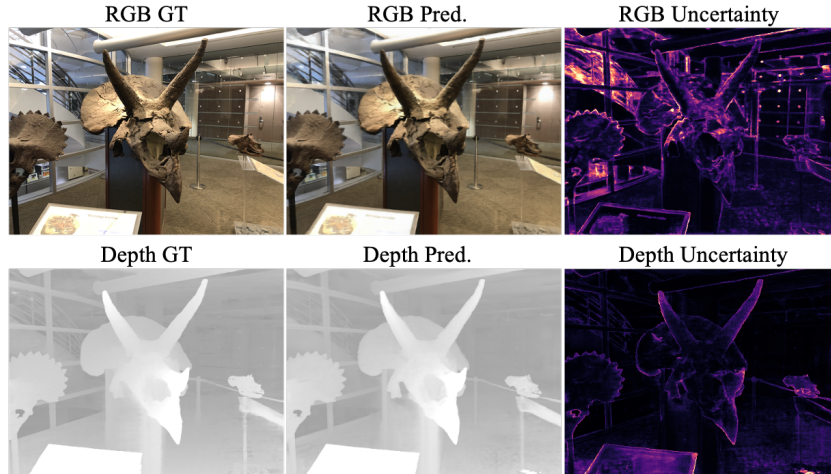 RGB GT
RGB Pred.
RGB Uncertainty
Depth GT
Depth Pred.
Depth Uncertainty